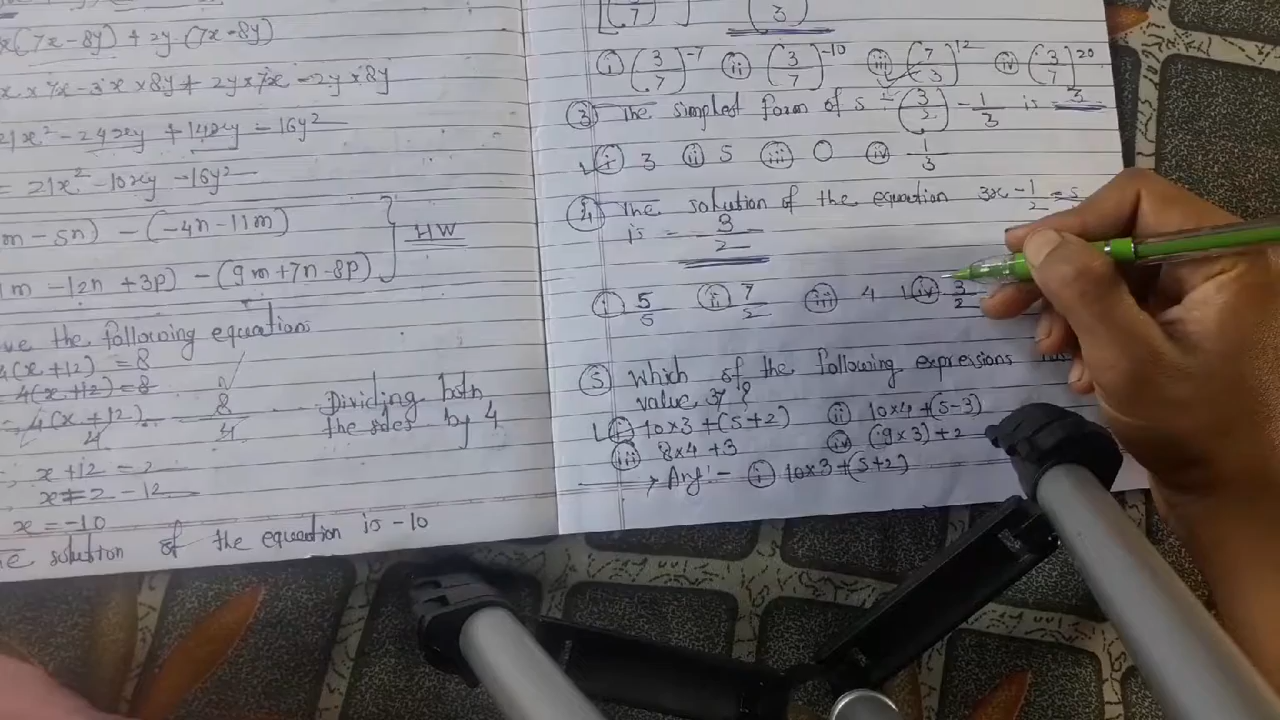 x(7x-8y) + 2y (7x-8y)
x × 7x - 3x × 8y + 2y × 7x - 2y × 8y
21x² - 24xy + 14xy - 16y²
= 21x² - 10xy - 16y²
m - 5n) - (-4n - 11m)
m - 12n + 3p) - (9m + 7n - 8p)
HW
ve the following equations
4(x+12) = 8
4(x+12) = 8
4(x+12)/4 = 8/4 Dividing both the sides by 4
x + 12 = 2
x = 2 - 12
x = -10
solution of the equation is -10
(i) (3/7)^-7 (ii) (3/7)^-10 (iii) (7/3)^12 (iv) (3/7)^20
(3) The simplest form of 5 ÷ (3/2) - 1/3 is 3
(i) 3 (ii) 5 (iii) 0 (iv) 1/3
(4) The solution of the equation 3x - 1/2 = 5
is - 3/2
(i) 5/5 (ii) 7/2 (iii) 4 (iv) 3/2
(5) Which of the following expressions
value 37?
(i) 10×3+(5+2) (ii) 10×4+(5-3)
(iii) 8×4+3 (iv) (9×3)+2
→ Ans:- (i) 10×3+(5+2)